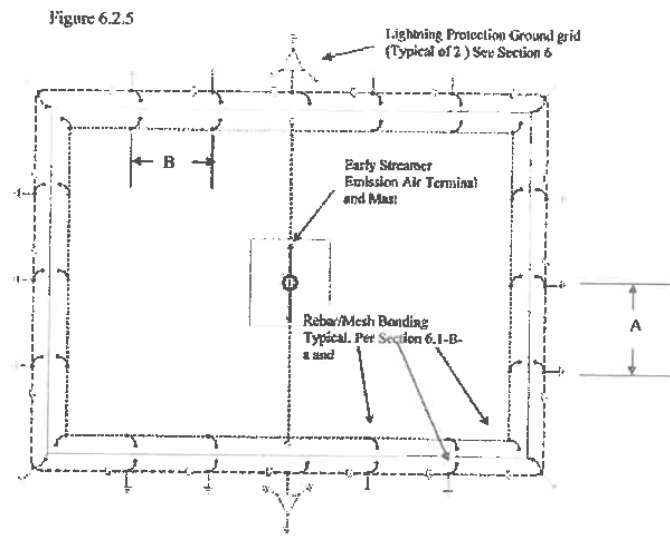 Figure 6.2.5
Lightning Protection Ground grid
(Typical of 2 ) See Section 6
B
Early Streamer
Emission Air Terminal
and Mast
A
Rebar/Mesh Bonding
Typical. Per Section 6.1-B-
a and